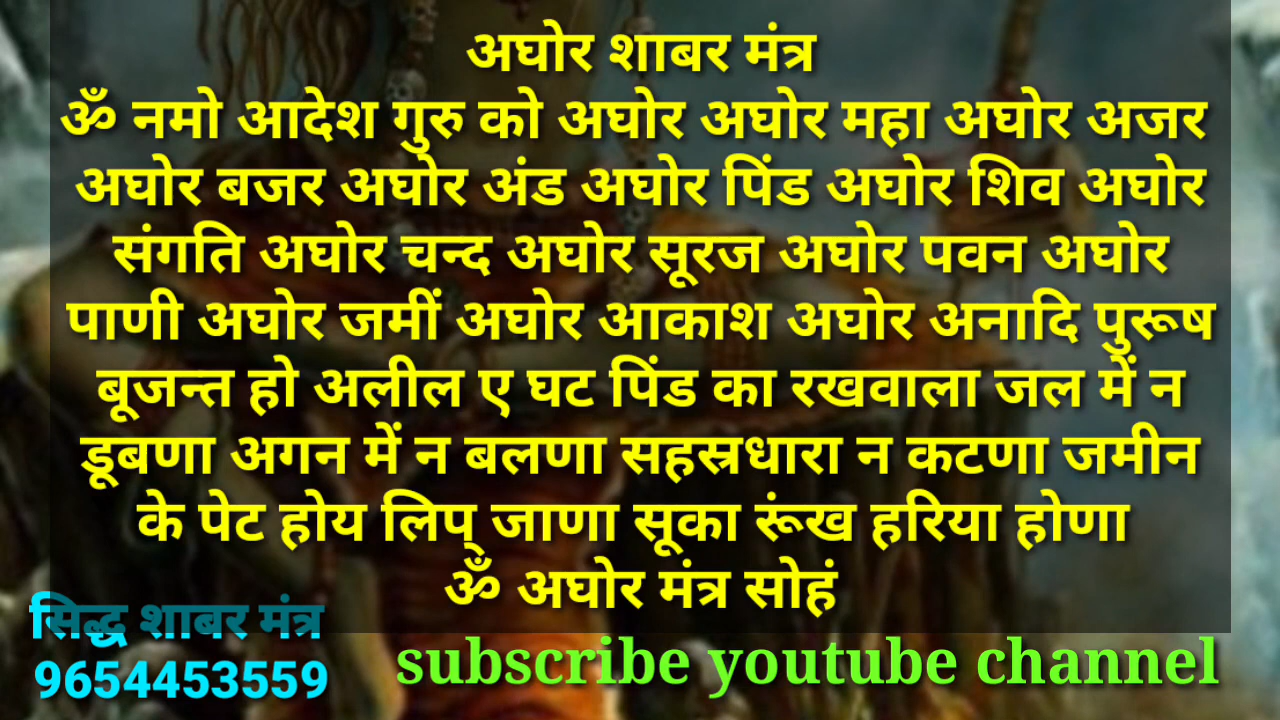 अघोर शाबर मंत्र
ॐ नमो आदेश गुरु को अघोर अघोर महा अघोर अजर
अघोर बजर अघोर अंड अघोर पिंड अघोर शिव अघोर
संगति अघोर चन्द अघोर सूरज अघोर पवन अघोर
पाणी अघोर जमीं अघोर आकाश अघोर अनादि पुरूष
बूजन्त हो अलील ए घट पिंड का रखवाला जल में न
डूबणा अगन में न बलणा सहस्रधारा न कटणा जमीन
के पेट होय लिप् जाणा सूका रूंख हरिया होणा
ॐ अघोर मंत्र सोहं
सिद्ध शाबर मंत्र
9654453559
subscribe youtube channel